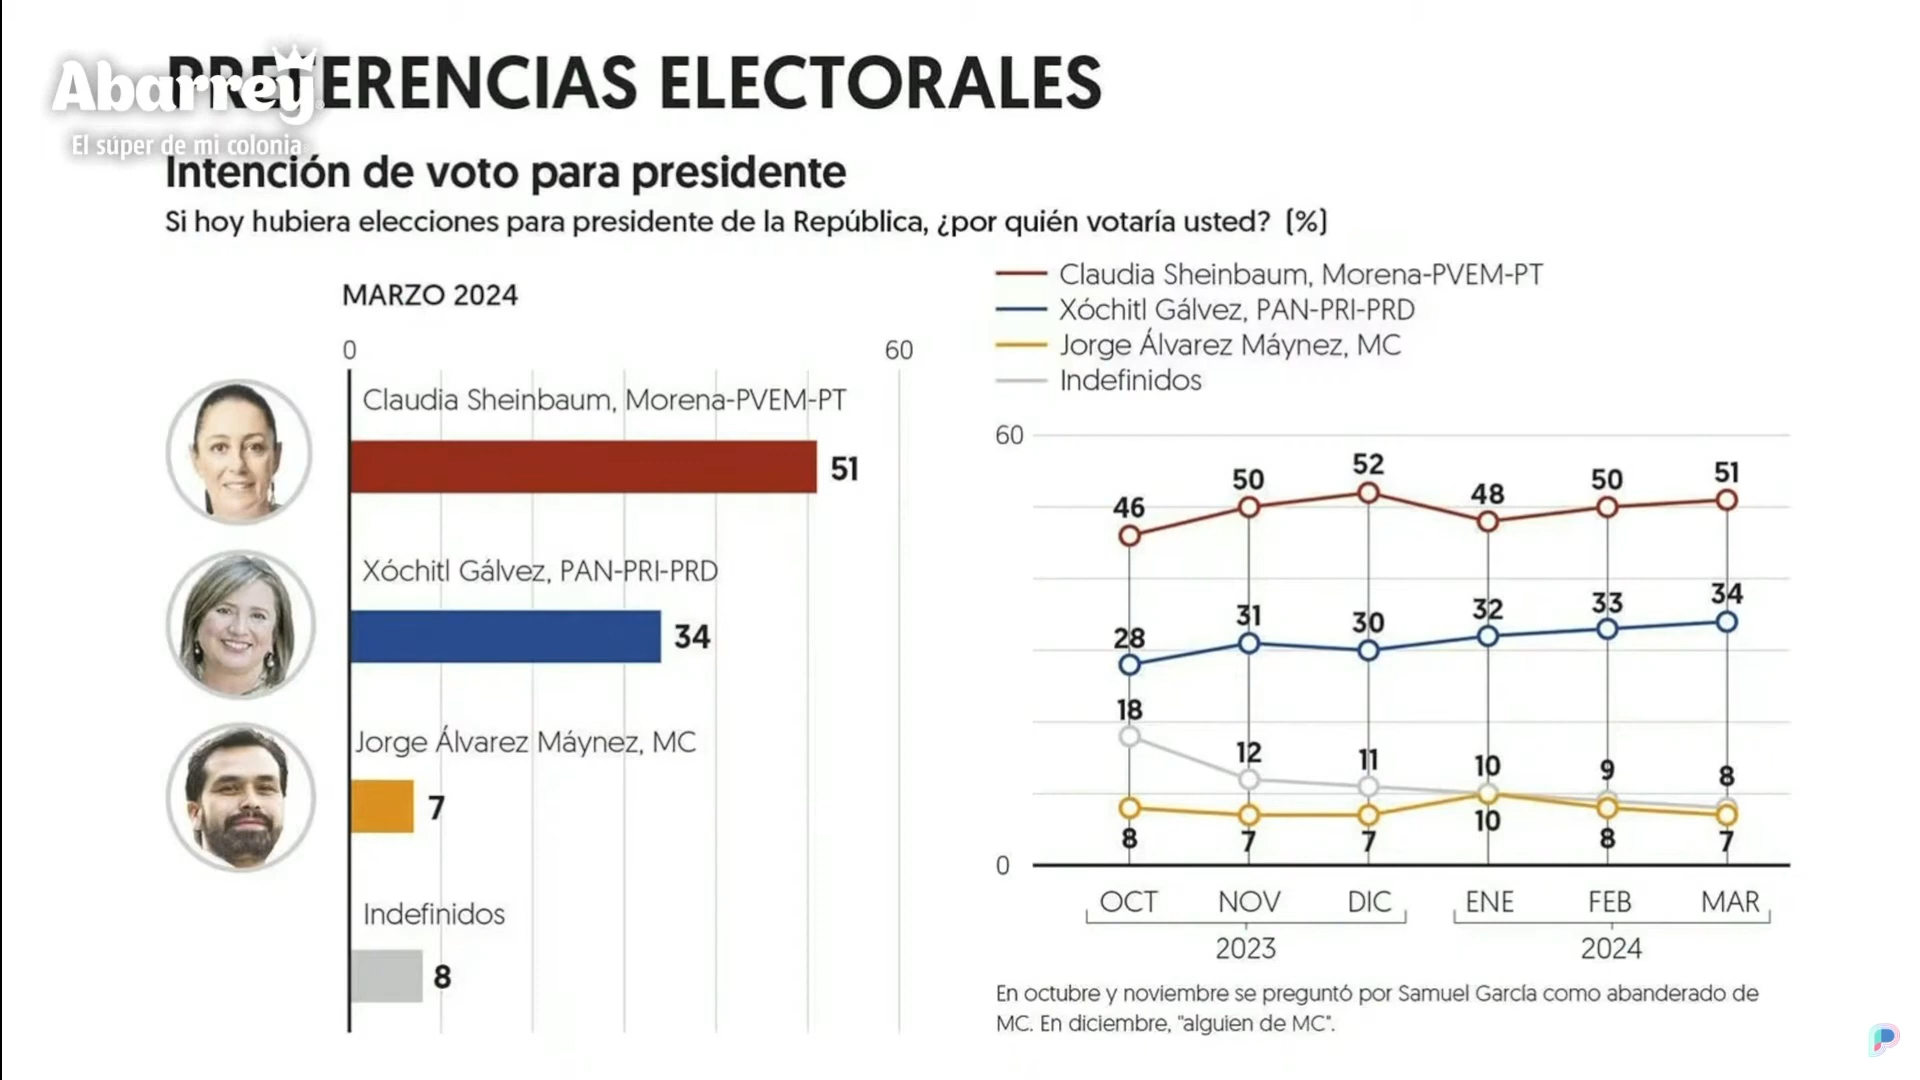 Abarrey
El súper de mi colonia
PREFERENCIAS ELECTORALES
Intención de voto para presidente
Si hoy hubiera elecciones para presidente de la República, ¿por quién votaría usted? (%)
MARZO 2024
0 60
Claudia Sheinbaum, Morena-PVEM-PT
51
Xóchitl Gálvez, PAN-PRI-PRD
34
Jorge Álvarez Máynez, MC
7
Indefinidos
8
Claudia Sheinbaum, Morena-PVEM-PT
Xóchitl Gálvez, PAN-PRI-PRD
Jorge Álvarez Máynez, MC
Indefinidos
60
46 50 52 48 50 51
28 31 30 32 33 34
18 12 11 10 9 8
8 7 7 10 8 7
0
OCT NOV DIC ENE FEB MAR
2023 2024
En octubre y noviembre se preguntó por Samuel García como abanderado de
MC. En diciembre, "alguien de MC".